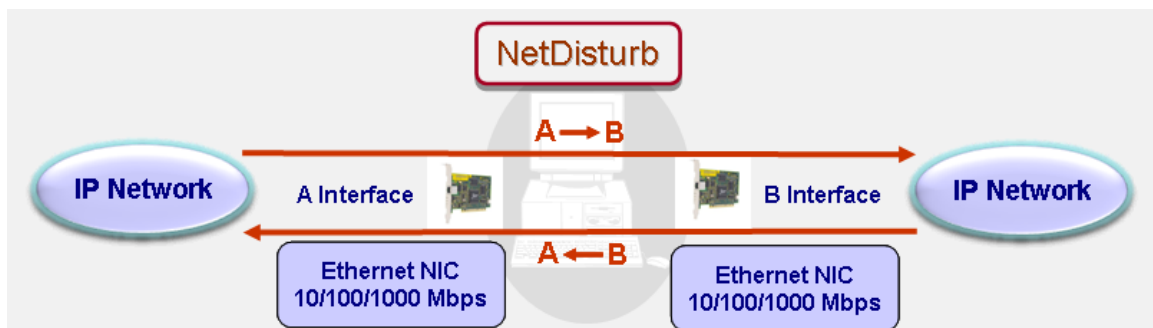 NetDisturb
A → B
IP Network
A Interface
B Interface
IP Network
A ← B
Ethernet NIC
10/100/1000 Mbps
Ethernet NIC
10/100/1000 Mbps